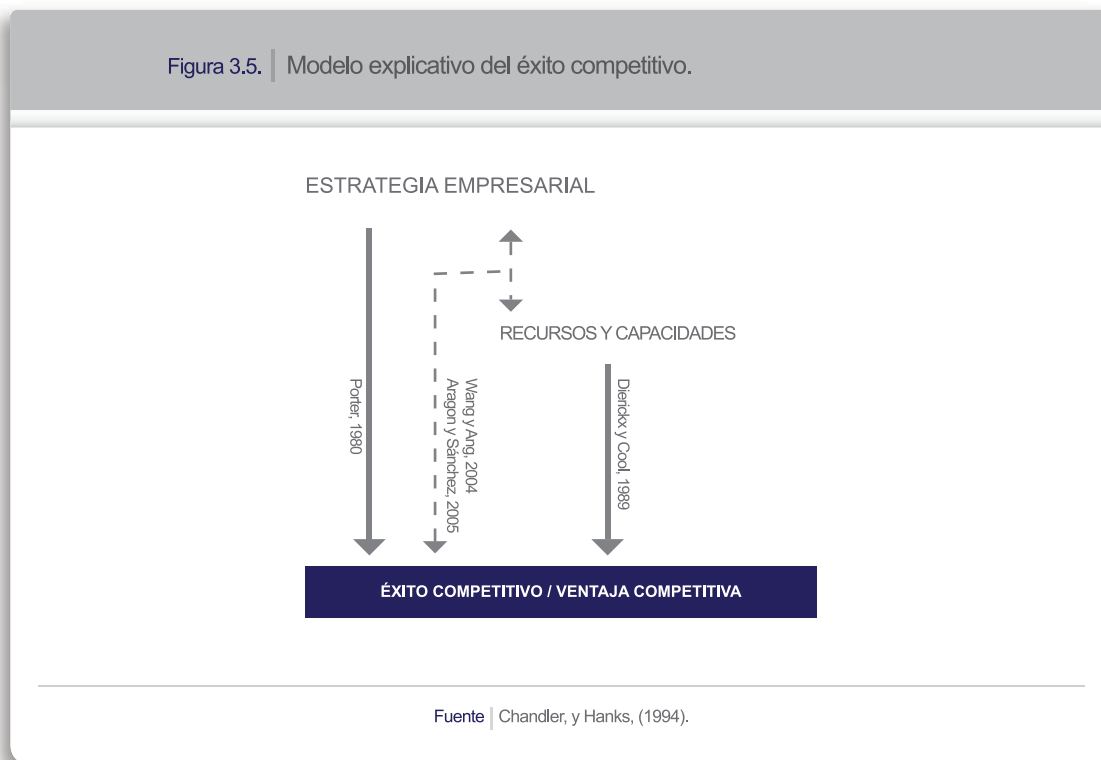 Figura 3.5. Modelo explicativo del éxito competitivo.
ESTRATEGIA EMPRESARIAL
RECURSOS Y CAPACIDADES
Porter, 1980
Wang y Ang, 2004
Aragon y Sánchez, 2005
Dierickx y Cool, 1989
ÉXITO COMPETITIVO / VENTAJA COMPETITIVA
Fuente Chandler, y Hanks, (1994).